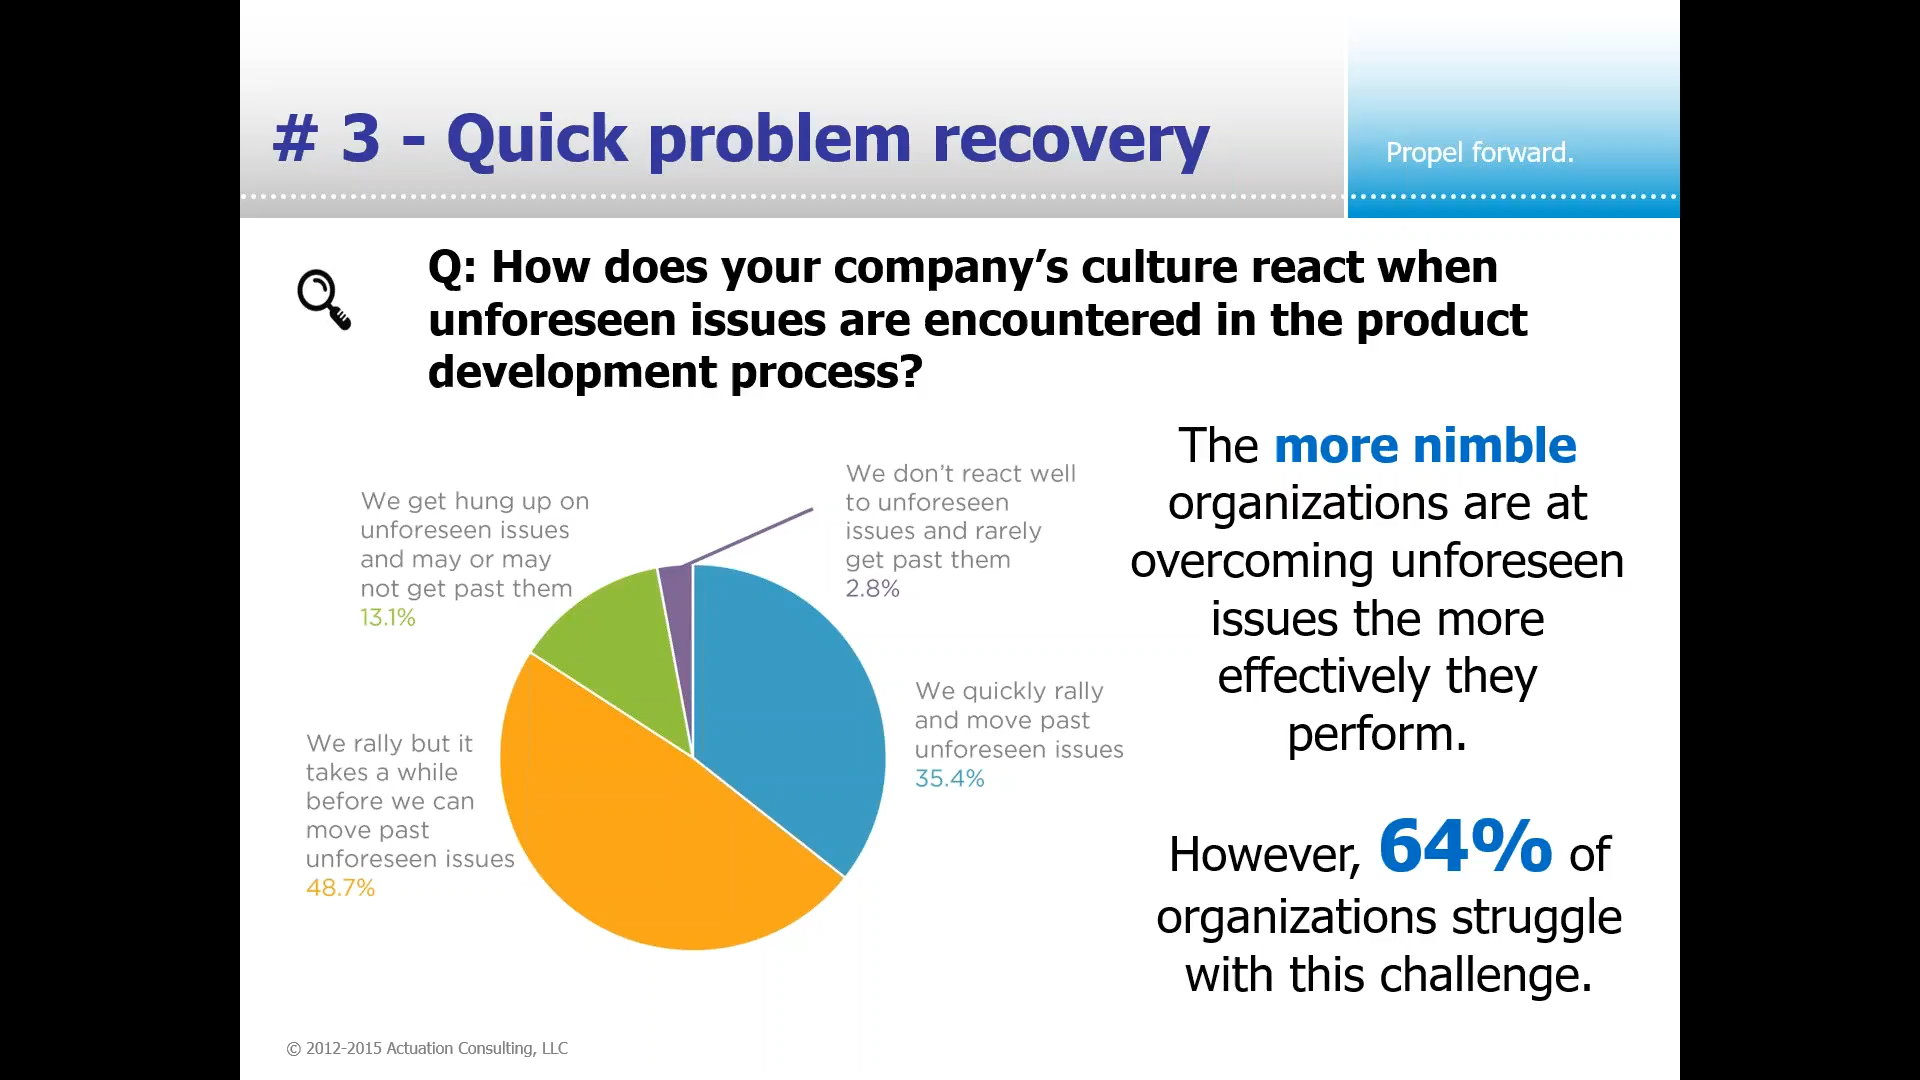 # 3 - Quick problem recovery
Propel forward.
Q: How does your company’s culture react when
unforeseen issues are encountered in the product
development process?
We get hung up on
unforeseen issues
and may or may
not get past them
13.1%
We don’t react well
to unforeseen
issues and rarely
get past them
2.8%
We rally but it
takes a while
before we can
move past
unforeseen issues
48.7%
We quickly rally
and move past
unforeseen issues
35.4%
The more nimble
organizations are at
overcoming unforeseen
issues the more
effectively they
perform.
However, 64% of
organizations struggle
with this challenge.
© 2012-2015 Actuation Consulting, LLC